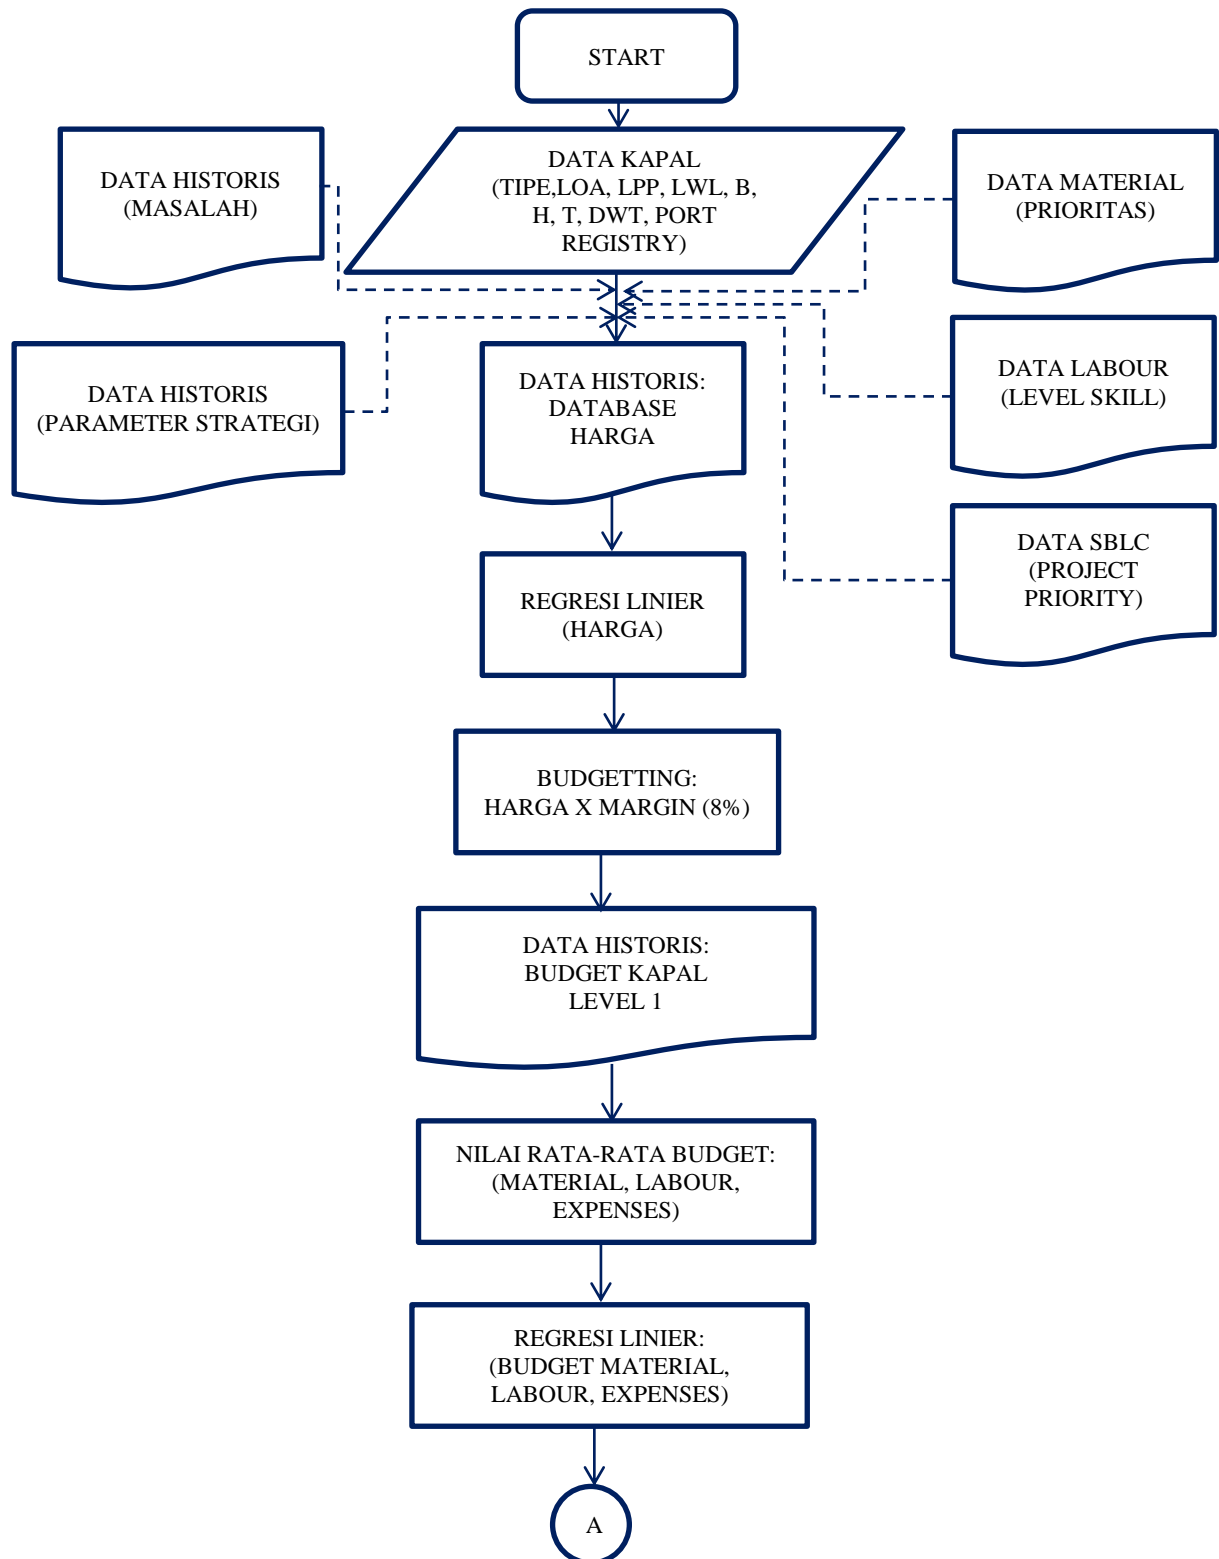 START
DATA HISTORIS
(MASALAH)
DATA KAPAL
(TIPE,LOA, LPP, LWL, B,
H, T, DWT, PORT
REGISTRY)
DATA MATERIAL
(PRIORITAS)
DATA HISTORIS
(PARAMETER STRATEGI)
DATA HISTORIS:
DATABASE
HARGA
DATA LABOUR
(LEVEL SKILL)
DATA SBLC
(PROJECT
PRIORITY)
REGRESI LINIER
(HARGA)
BUDGETTING:
HARGA X MARGIN (8%)
DATA HISTORIS:
BUDGET KAPAL
LEVEL 1
NILAI RATA-RATA BUDGET:
(MATERIAL, LABOUR,
EXPENSES)
REGRESI LINIER:
(BUDGET MATERIAL,
LABOUR, EXPENSES)
A